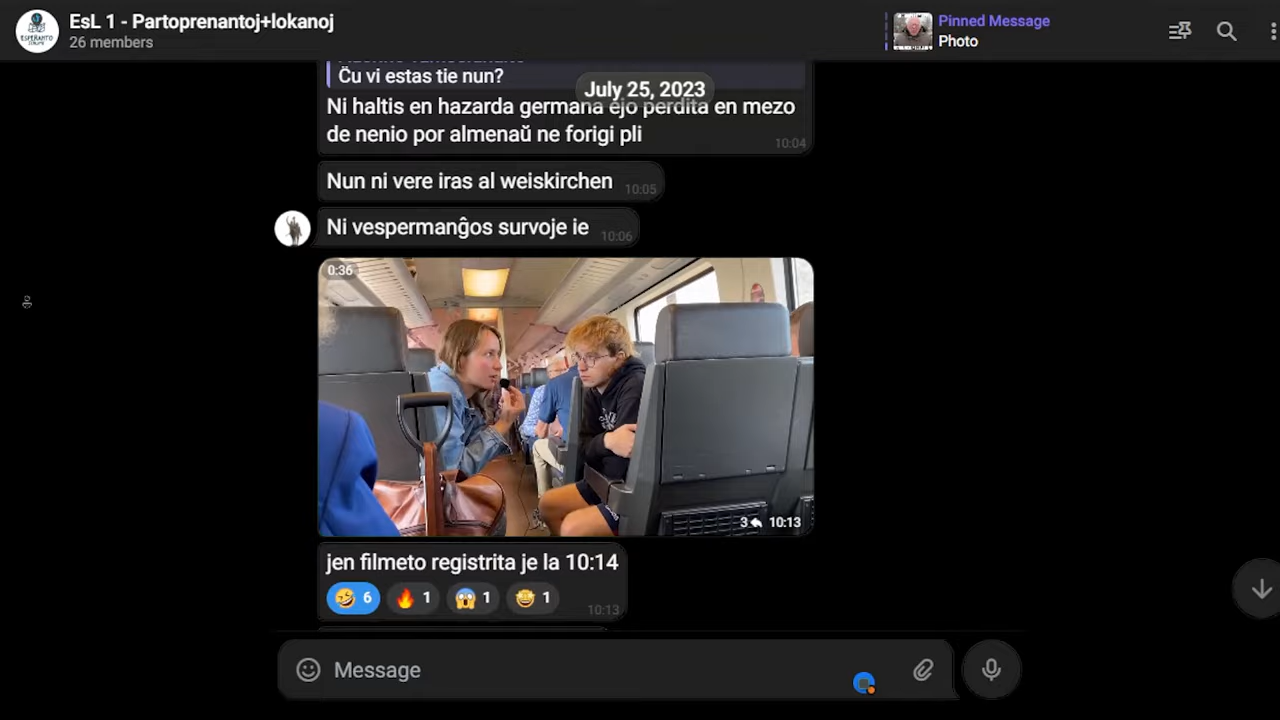 EsL 1 - Partoprenantoj+lokanoj
26 members
Pinned Message
Photo
Ĉu vi estas tie nun?
July 25, 2023
Ni haltis en hazarda germana ejo perdita en mezo
de nenio por almenaŭ ne forigi pli
10:04
Nun ni vere iras al weiskirchen
10:05
Ni vespermanĝos survoje ie
10:06
0:36
3
10:13
jen filmeto registrita je la 10:14
6
1
1
1
10:13
Message